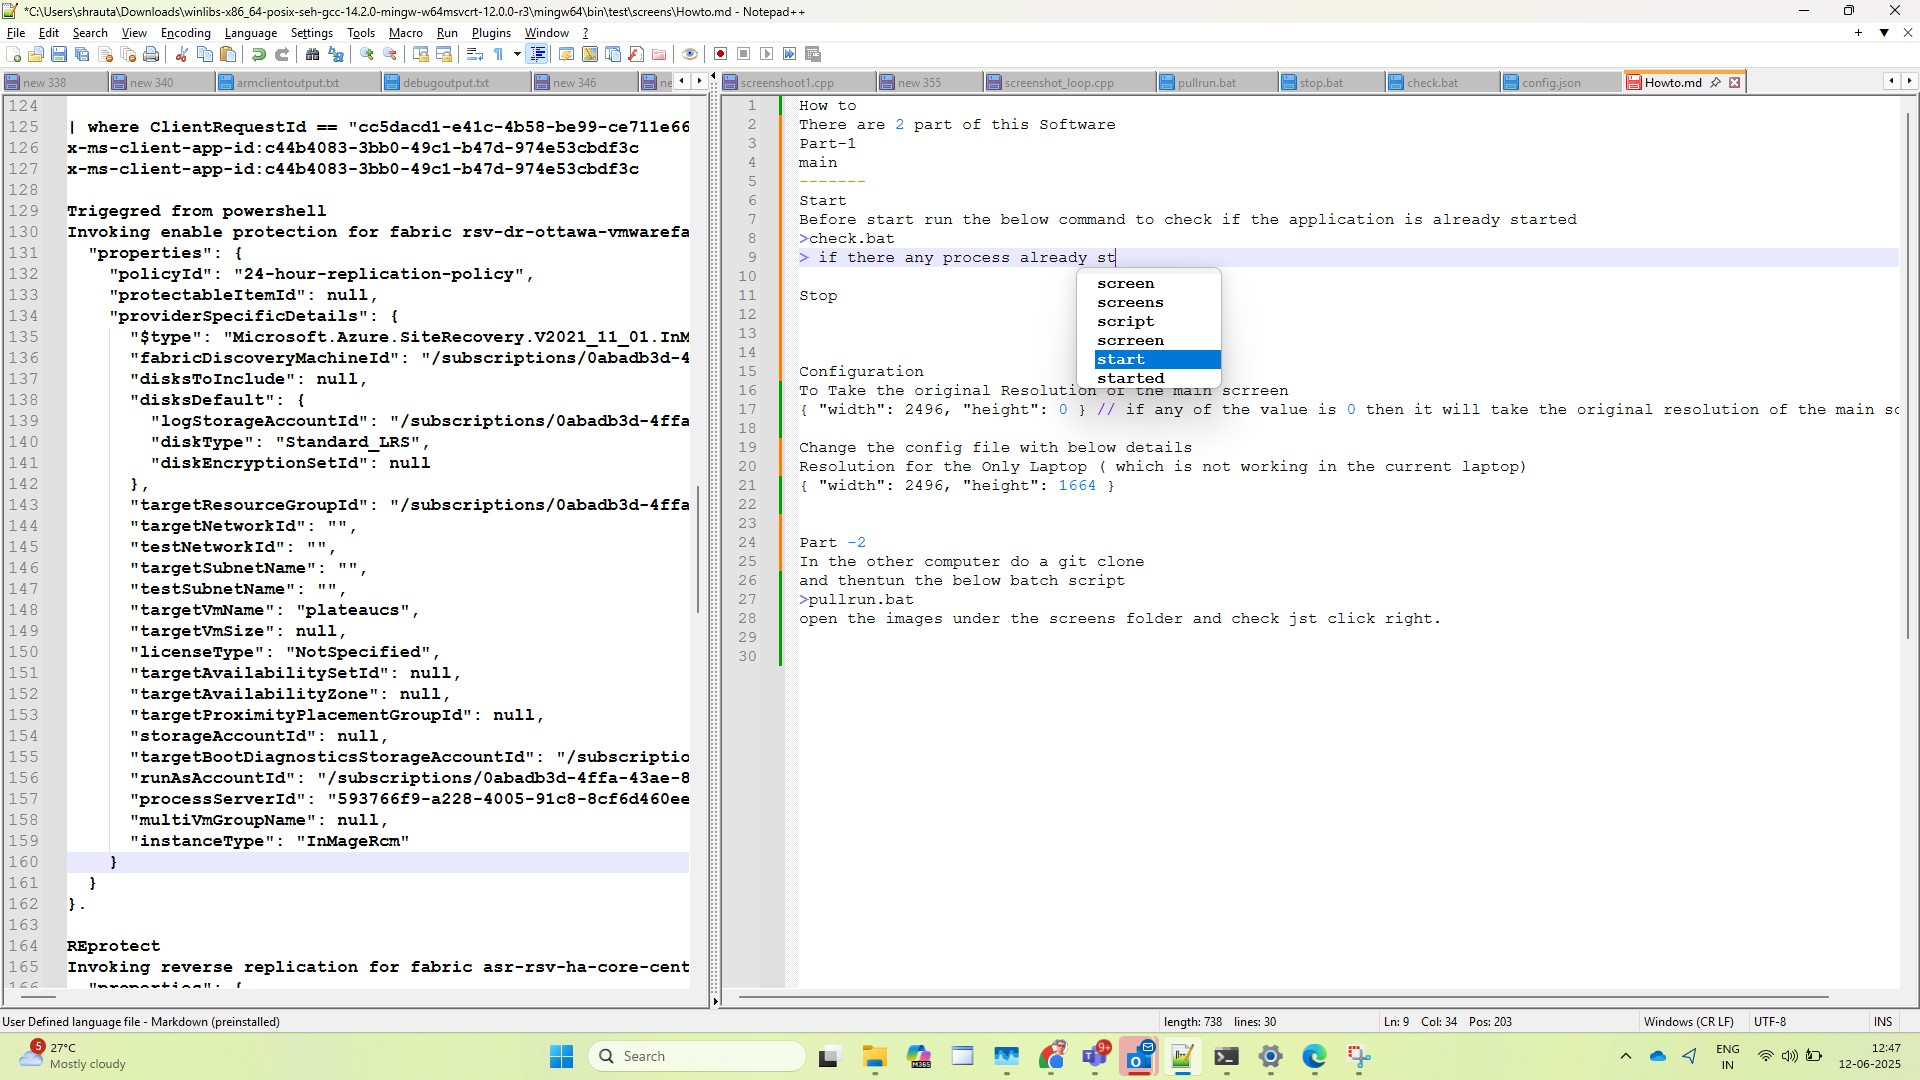 *C:\Users\shrauta\Downloads\winlibs-x86_64-posix-seh-gcc-14.2.0-mingw-w64msvcrt-12.0.0-r3\mingw64\bin\test\screens\Howto.md - Notepad++
File Edit Search View Encoding Language Settings Tools Macro Run Plugins Window ?
new 338 new 340 armclientoutput.txt debugoutput.txt new 346 ne
screenshoot1.cpp new 355 screenshot_loop.cpp pullrun.bat stop.bat check.bat config.json Howto.md
124
125 | where ClientRequestId == "cc5dacd1-e41c-4b58-be99-ce711e66
126 x-ms-client-app-id:c44b4083-3bb0-49c1-b47d-974e53cbdf3c
127 x-ms-client-app-id:c44b4083-3bb0-49c1-b47d-974e53cbdf3c
128
129 Trigegred from powershell
130 Invoking enable protection for fabric rsv-dr-ottawa-vmwarefa
131 "properties": {
132 "policyId": "24-hour-replication-policy",
133 "protectableItemId": null,
134 "providerSpecificDetails": {
135 "$type": "Microsoft.Azure.SiteRecovery.V2021_11_01.InM
136 "fabricDiscoveryMachineId": "/subscriptions/0abadb3d-4
137 "disksToInclude": null,
138 "disksDefault": {
139 "logStorageAccountId": "/subscriptions/0abadb3d-4ffa
140 "diskType": "Standard_LRS",
141 "diskEncryptionSetId": null
142 },
143 "targetResourceGroupId": "/subscriptions/0abadb3d-4ffa
144 "targetNetworkId": "",
145 "testNetworkId": "",
146 "targetSubnetName": "",
147 "testSubnetName": "",
148 "targetVmName": "plateaucs",
149 "targetVmSize": null,
150 "licenseType": "NotSpecified",
151 "targetAvailabilitySetId": null,
152 "targetAvailabilityZone": null,
153 "targetProximityPlacementGroupId": null,
154 "storageAccountId": null,
155 "targetBootDiagnosticsStorageAccountId": "/subscriptio
156 "runAsAccountId": "/subscriptions/0abadb3d-4ffa-43ae-8
157 "processServerId": "593766f9-a228-4005-91c8-8cf6d460ee
158 "multiVmGroupName": null,
159 "instanceType": "InMageRcm"
160 }
161 }
162 }.
163
164 REprotect
165 Invoking reverse replication for fabric asr-rsv-ha-core-cent
166 "properties": {
1 How to
2 There are 2 part of this Software
3 Part-1
4 main
5 -------
6 Start
7 Before start run the below command to check if the application is already started
8 >check.bat
9 > if there any process already st
10
11 Stop
12
13
14
15 Configuration
16 To Take the original Resolution of the main scrreen
17 { "width": 2496, "height": 0 } // if any of the value is 0 then it will take the original resolution of the main sc
18
19 Change the config file with below details
20 Resolution for the Only Laptop ( which is not working in the current laptop)
21 { "width": 2496, "height": 1664 }
22
23
24 Part -2
25 In the other computer do a git clone
26 and thentun the below batch script
27 >pullrun.bat
28 open the images under the screens folder and check jst click right.
29
30
screen
screens
script
scrreen
start
started
User Defined language file - Markdown (preinstalled) length: 738 lines: 30 Ln: 9 Col: 34 Pos: 203 Windows (CR LF) UTF-8 INS
5 27°C
Mostly cloudy
Search
M365
9+
ENG
IN
12:47
12-06-2025